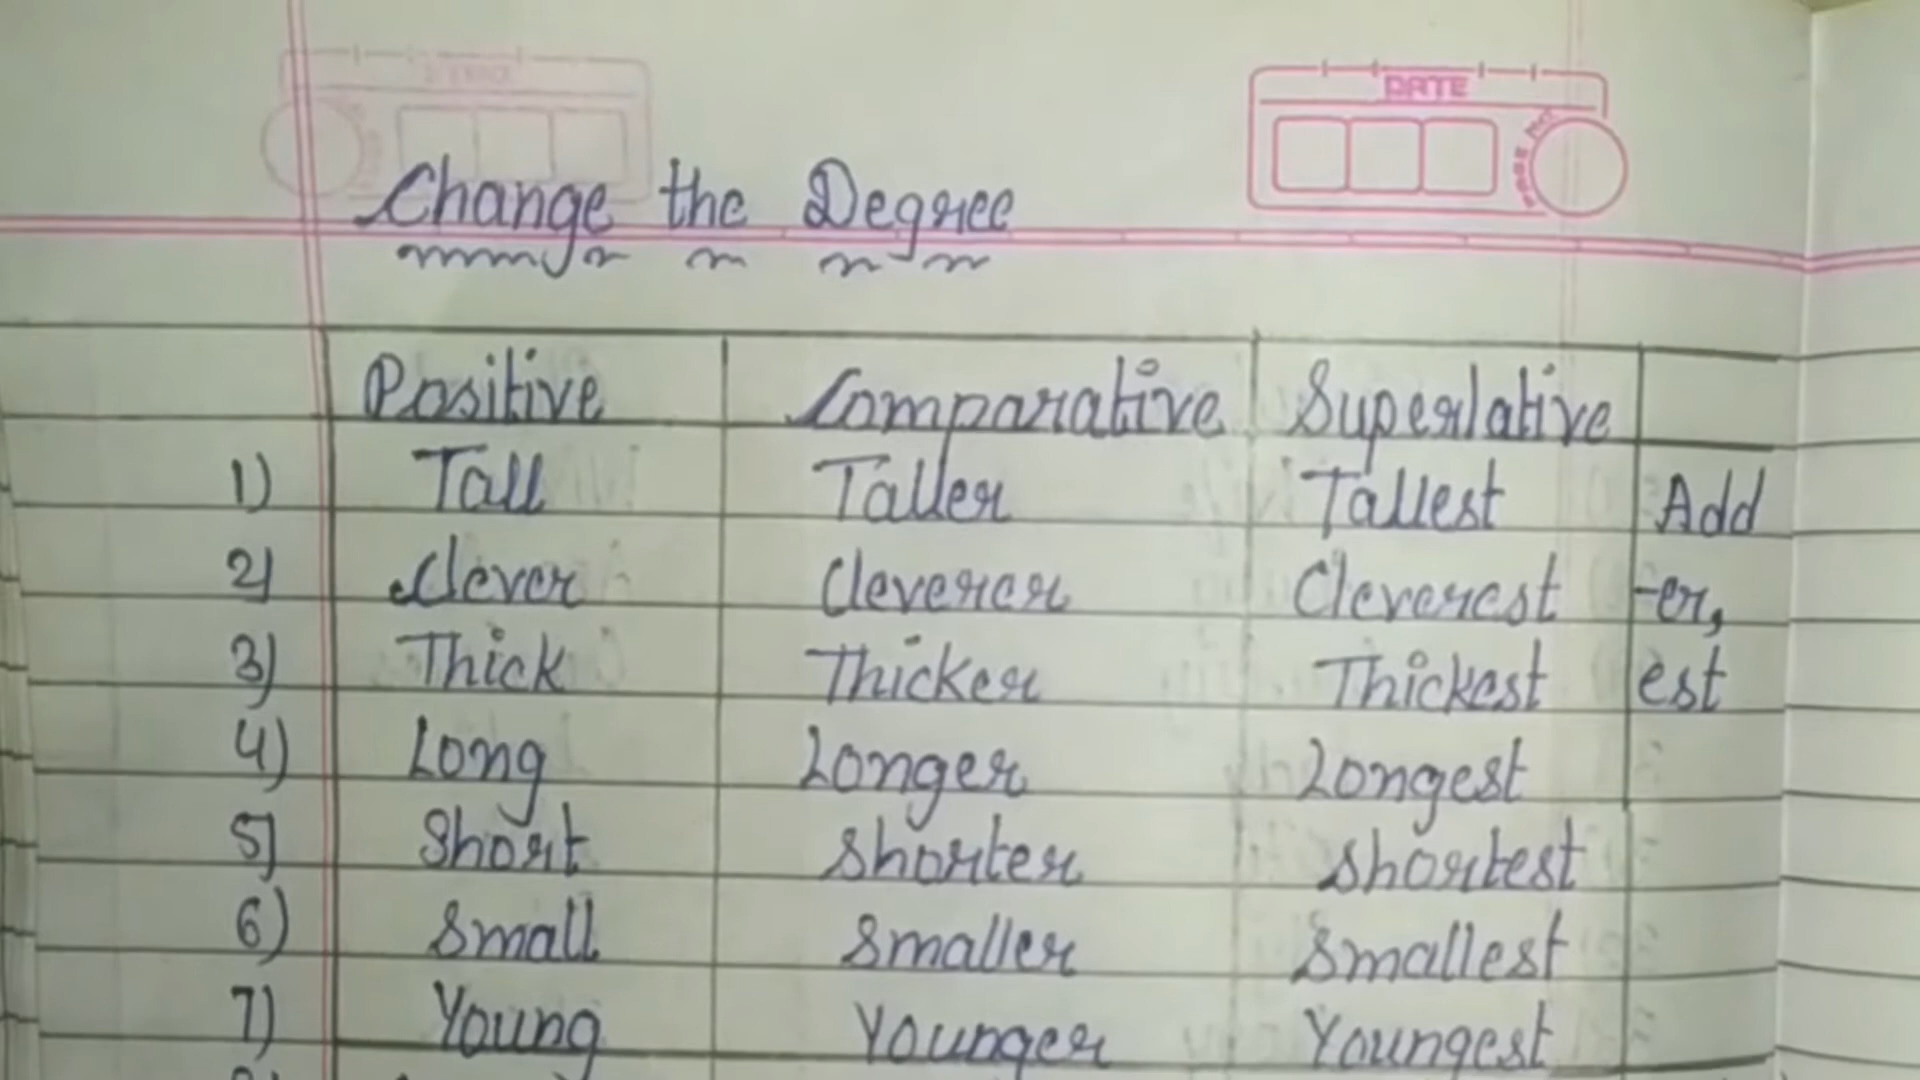 DATE
Change the Degree
Positive Comparative Superlative
1) Tall Taller Tallest Add
2) Clever Cleverer Cleverest -er,
3) Thick Thicker Thickest est
4) Long Longer Longest
5) Short Shorter Shortest
6) Small Smaller Smallest
7) Young Younger Youngest